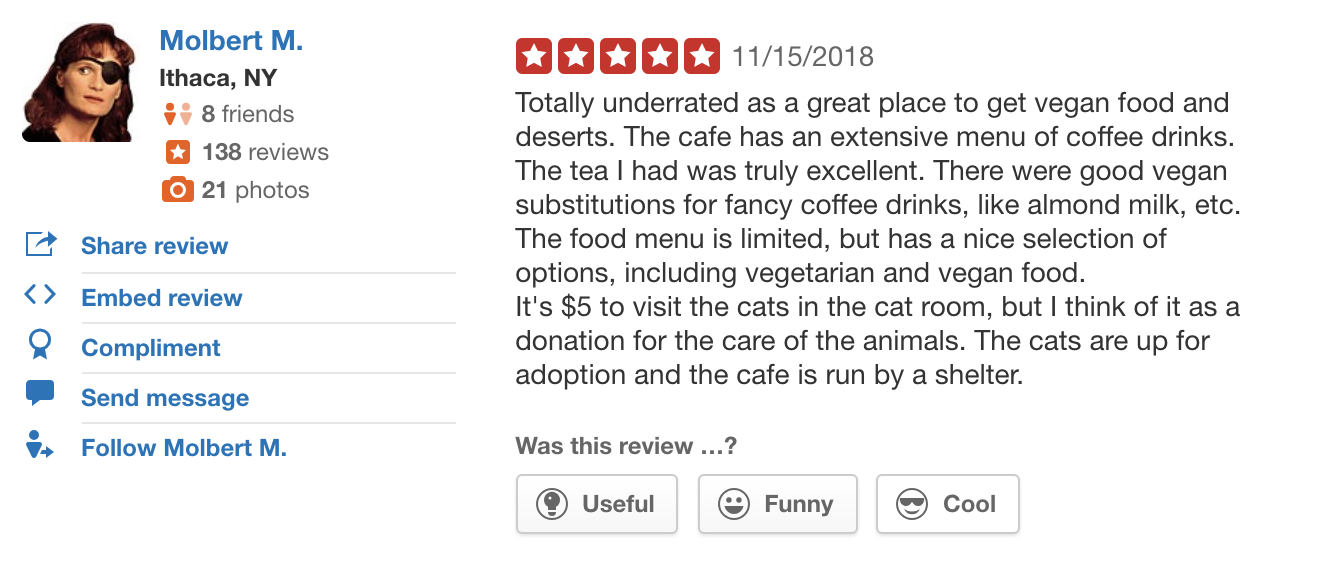 Molbert M.
Ithaca, NY
8 friends
138 reviews
21 photos
Share review
Embed review
Compliment
Send message
Follow Molbert M.
11/15/2018
Totally underrated as a great place to get vegan food and
deserts. The cafe has an extensive menu of coffee drinks.
The tea I had was truly excellent. There were good vegan
substitutions for fancy coffee drinks, like almond milk, etc.
The food menu is limited, but has a nice selection of
options, including vegetarian and vegan food.
It's $5 to visit the cats in the cat room, but I think of it as a
donation for the care of the animals. The cats are up for
adoption and the cafe is run by a shelter.
Was this review …?
Useful
Funny
Cool